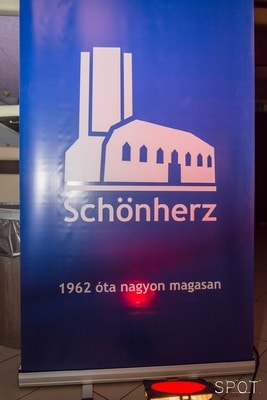 Schönherz
1962 óta nagyon magasan
SPOT